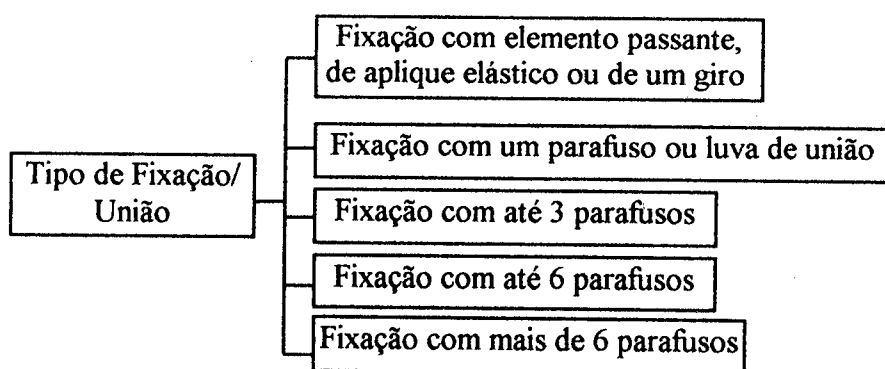 Fixação com elemento passante,
de aplique elástico ou de um giro
Fixação com um parafuso ou luva de união
Tipo de Fixação/
União
Fixação com até 3 parafusos
Fixação com até 6 parafusos
Fixação com mais de 6 parafusos